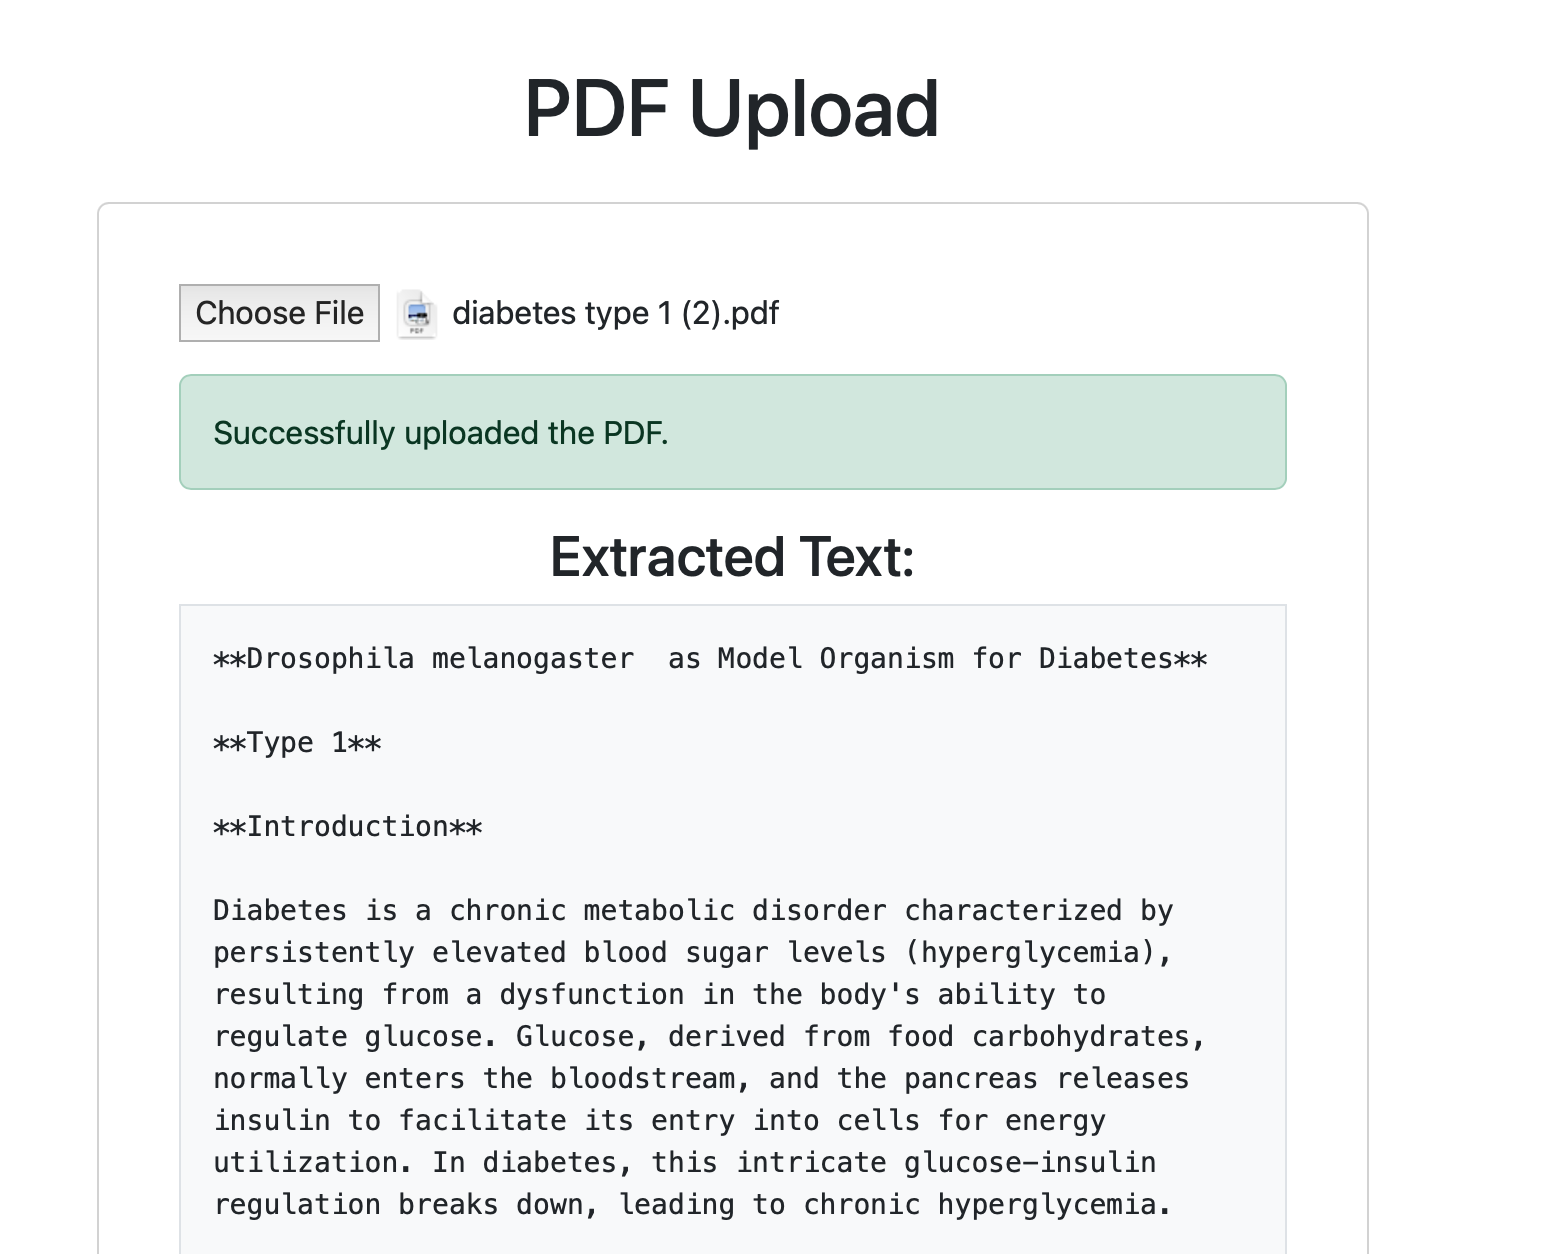 PDF Upload
Choose File diabetes type 1 (2).pdf
Successfully uploaded the PDF.
Extracted Text:
**Drosophila melanogaster  as Model Organism for Diabetes**
**Type 1**
**Introduction**
Diabetes is a chronic metabolic disorder characterized by
persistently elevated blood sugar levels (hyperglycemia),
resulting from a dysfunction in the body's ability to
regulate glucose. Glucose, derived from food carbohydrates,
normally enters the bloodstream, and the pancreas releases
insulin to facilitate its entry into cells for energy
utilization. In diabetes, this intricate glucose-insulin
regulation breaks down, leading to chronic hyperglycemia.